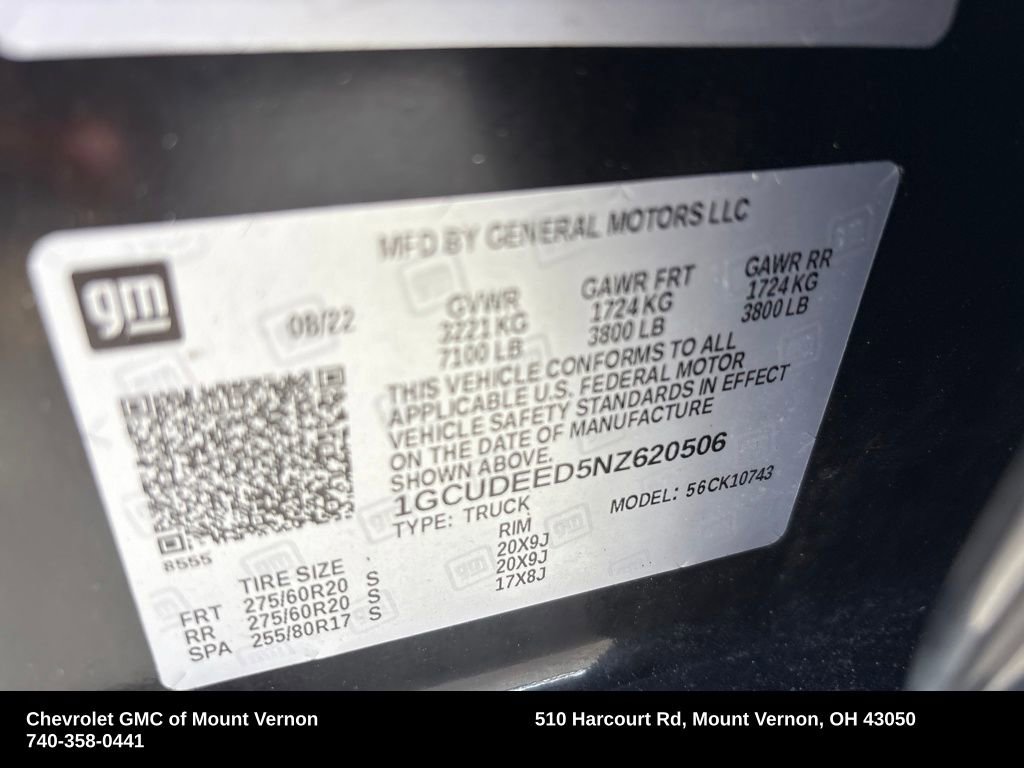 gm
MFD BY GENERAL MOTORS LLC
08/22
GVWR GAWR FRT GAWR RR
3221 KG 1724 KG 1724 KG
7100 LB 3800 LB 3800 LB
THIS VEHICLE CONFORMS TO ALL
APPLICABLE U.S. FEDERAL MOTOR
VEHICLE SAFETY STANDARDS IN EFFECT
ON THE DATE OF MANUFACTURE
SHOWN ABOVE.
1GCUDEED5NZ620506
TYPE: TRUCK MODEL: 56CK10743
8555
TIRE SIZE RIM
FRT 275/60R20 S 20X9J
RR 275/60R20 S 20X9J
SPA 255/80R17 S 17X8J
Chevrolet GMC of Mount Vernon 510 Harcourt Rd, Mount Vernon, OH 43050
740-358-0441